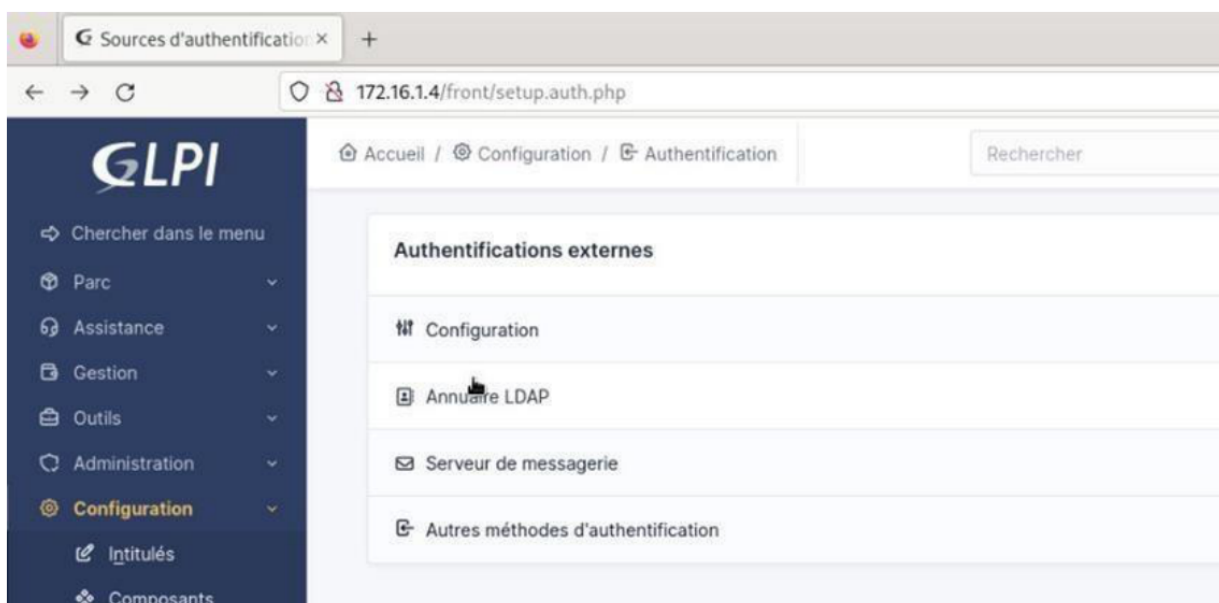 Sources d'authentification
172.16.1.4/front/setup.auth.php
GLPI
Accueil / Configuration / Authentification
Rechercher
Chercher dans le menu
Parc
Assistance
Gestion
Outils
Administration
Configuration
Intitulés
Composants
Authentifications externes
Configuration
Annuaire LDAP
Serveur de messagerie
Autres méthodes d'authentification